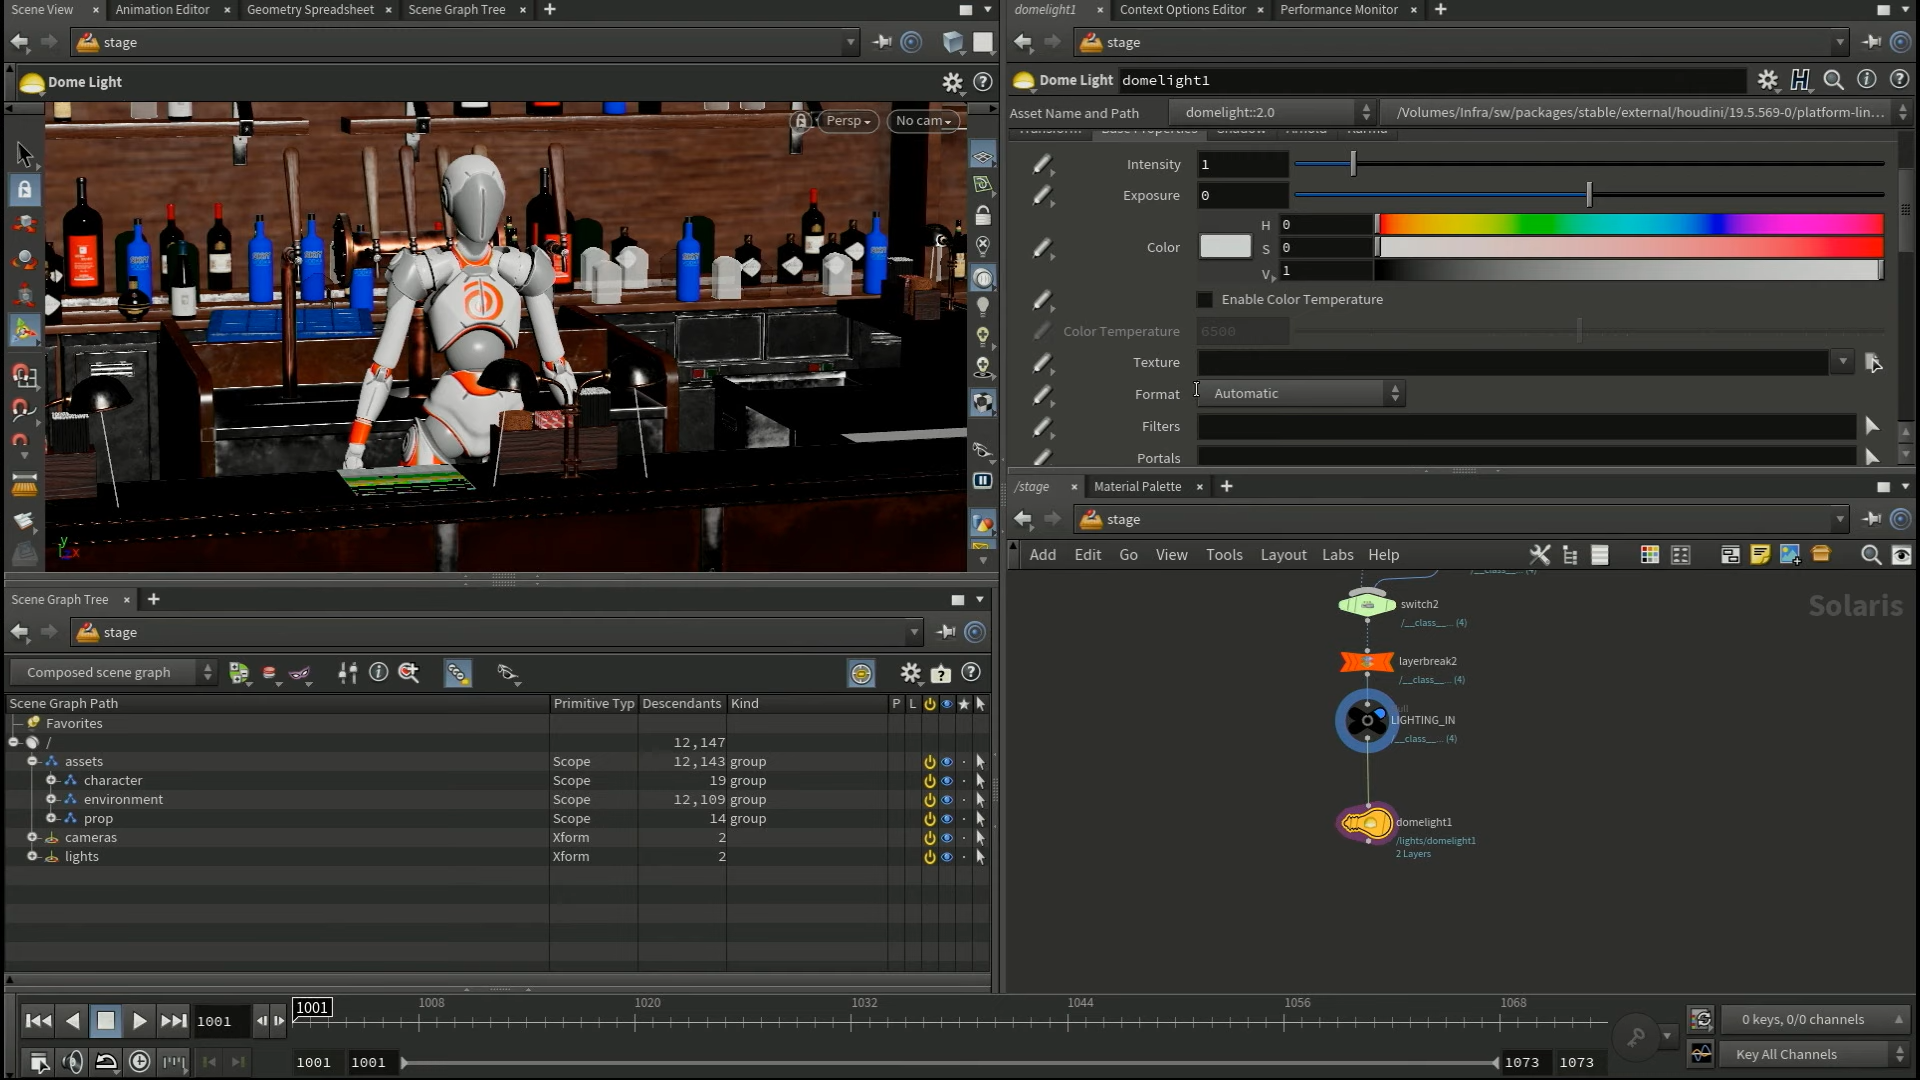 Scene View × Animation Editor × Geometry Spreadsheet × Scene Graph Tree × +
stage
Dome Light
Persp
No cam
domelight1 × Context Options Editor × Performance Monitor × +
stage
Dome Light domelight1
Asset Name and Path domelight::2.0 /Volumes/Infra/sw/packages/stable/external/houdini/19.5.569-0/platform-lin...
Intensity 1
Exposure 0
Color
H 0
S 0
V 1
Enable Color Temperature
Color Temperature 6500
Texture
Format Automatic
Filters
Portals
/stage × Material Palette × +
stage
Add Edit Go View Tools Layout Labs Help
Solaris
switch2
/__class__... (4)
layerbreak2
/__class__... (4)
LIGHTING_IN
/__class__... (4)
domelight1
/lights/domelight1
2 Layers
Scene Graph Tree × +
stage
Composed scene graph
Scene Graph Path Primitive Typ Descendants Kind P L
Favorites
/ 12,147
assets Scope 12,143 group
character Scope 19 group
environment Scope 12,109 group
prop Scope 14 group
cameras Xform 2
lights Xform 2
1001 1001 1008 1020 1032 1044 1056 1068
0 keys, 0/0 channels
1001 1001 1073 1073
Key All Channels